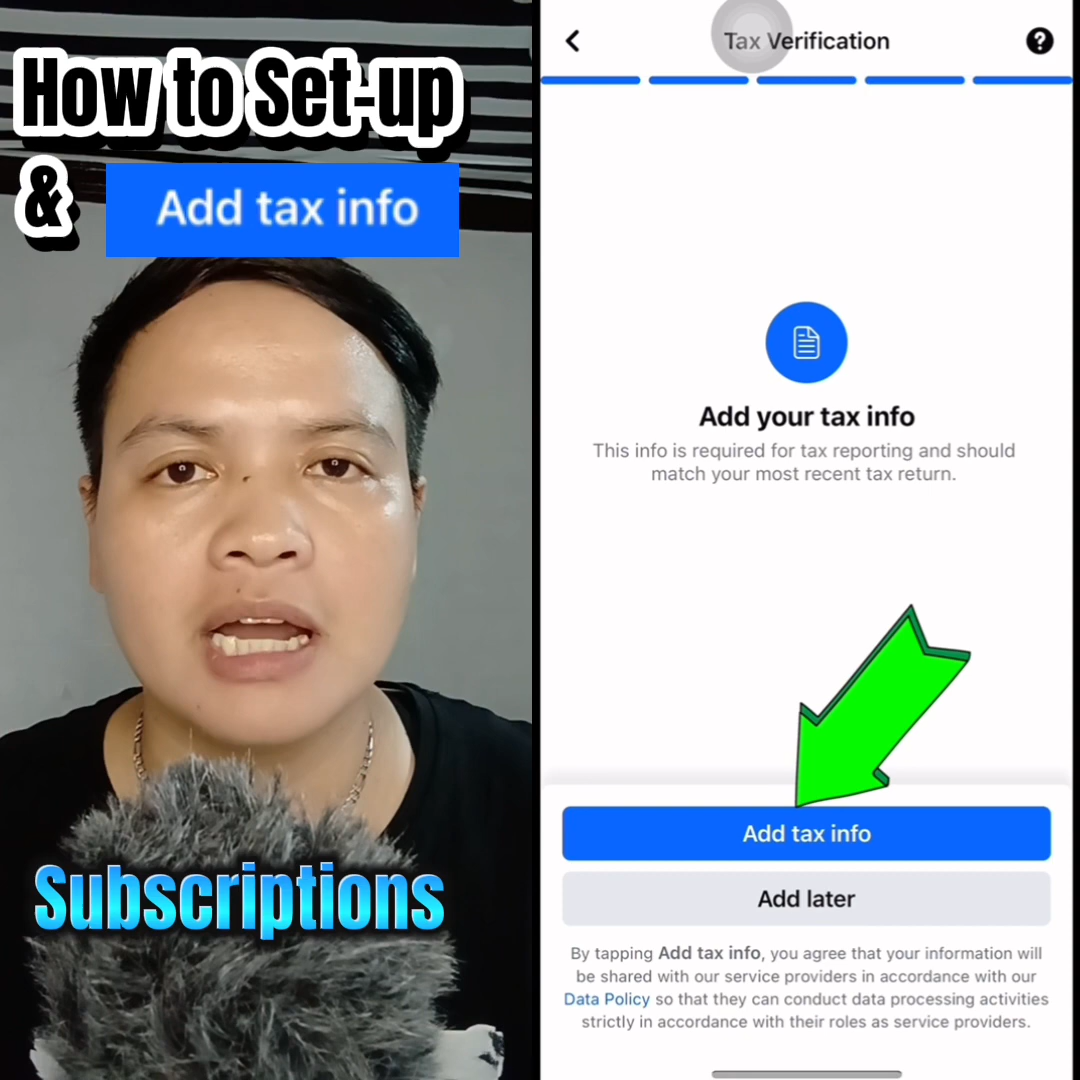 How to Set-up
& Add tax info
Subscriptions
Tax Verification
?
Add your tax info
This info is required for tax reporting and should
match your most recent tax return.
Add tax info
Add later
By tapping Add tax info, you agree that your information will
be shared with our service providers in accordance with our
Data Policy so that they can conduct data processing activities
strictly in accordance with their roles as service providers.